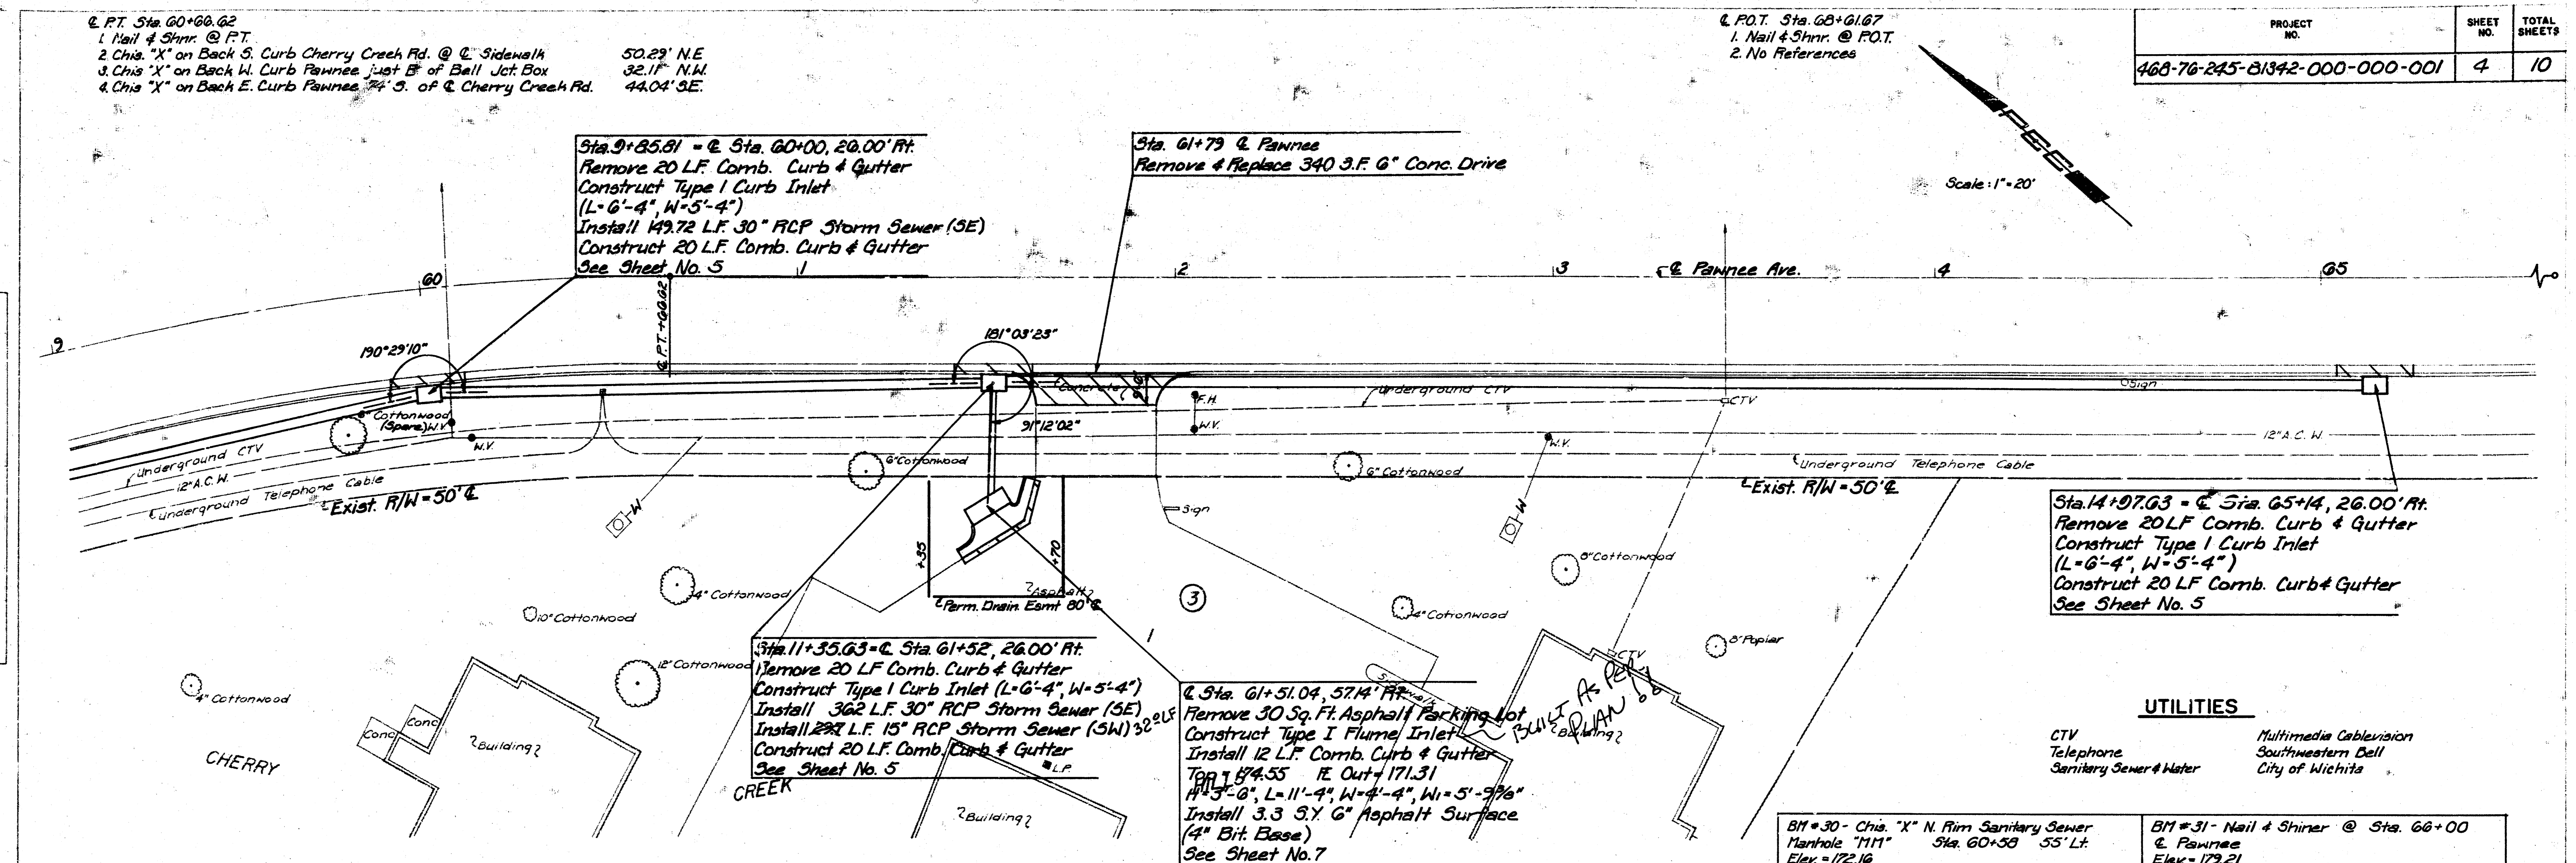 ℄ P.T. Sta. 60+66.62
1. Nail & Shnr. @ P.T.
2. Chis. "X" on Back S. Curb Cherry Creek Rd. @ ℄ Sidewalk 50.29' N.E
3. Chis "X" on Back W. Curb Pawnee just E of Bell Jct. Box 32.11' N.W.
4. Chis "X" on Back E. Curb Pawnee 74' S. of ℄ Cherry Creek Rd. 44.04' S.E.
℄ P.O.T. Sta. 68+61.67
1. Nail & Shnr. @ P.O.T.
2. No References
PROJECT NO.
SHEET NO.
TOTAL SHEETS
468-76-245-81342-000-000-001 4 10
PEC
Scale: 1"=20'
Sta. 9+85.81 = ℄ Sta. 60+00, 26.00' Rt.
Remove 20 L.F. Comb. Curb & Gutter
Construct Type I Curb Inlet
(L=6'-4", W=5'-4")
Install 149.72 L.F. 30" RCP Storm Sewer (SE)
Construct 20 L.F. Comb. Curb & Gutter
See Sheet No. 5
Sta. 61+79 ℄ Pawnee
Remove & Replace 340 S.F. 6" Conc. Drive
9
60
1
2
3
℄ Pawnee Ave.
4
65
℄ P.T. +66.62
190°29'10"
181°03'23"
91°12'02"
Concrete
Cottonwood
(Spare) W.V.
W.V.
F.H.
W.V.
Underground CTV
CTV
Sign
W.V.
12" A.C.W.
Underground CTV
12" A.C.W.
Underground Telephone Cable
Exist. R/W = 50' ℄
6" Cottonwood
6" Cottonwood
Underground Telephone Cable
Exist. R/W = 50' ℄
W
Sign
W
+35
+70
Asphalt
Perm. Drain. Esmt 80' ℄
3
1
4" Cottonwood
10" Cottonwood
12" Cottonwood
4" Cottonwood
8" Cottonwood
4" Cottonwood
8" Poplar
CTV
Sidewalk
Conc
Conc
Building
Building
Building
L.P.
CHERRY
CREEK
HILLS
Sta. 14+97.63 = ℄ Sta. 65+14, 26.00' Rt.
Remove 20 LF Comb. Curb & Gutter
Construct Type I Curb Inlet
(L=6'-4", W=5'-4")
Construct 20 LF Comb. Curb & Gutter
See Sheet No. 5
Sta. 11+35.63 = ℄ Sta. 61+52, 26.00' Rt.
Remove 20 LF Comb. Curb & Gutter
Construct Type I Curb Inlet (L=6'-4", W=5'-4")
Install 362 L.F. 30" RCP Storm Sewer (SE)
Install L.F. 15" RCP Storm Sewer (SW) 32.0 LF
Construct 20 L.F. Comb. Curb & Gutter
See Sheet No. 5
℄ Sta. 61+51.04, 57.14' Rt.
Remove 30 Sq. Ft. Asphalt Parking Lot
Construct Type I Flume Inlet
Install 12 L.F. Comb. Curb & Gutter
Top = 174.55 FL Out = 171.31
H=3'-6", L=11'-4", W=4'-4", W1=5'-9 3/8"
Install 3.3 S.Y. 6" Asphalt Surface
(4" Bit. Base)
See Sheet No. 7
BUILT AS PER
PLAN!!
UTILITIES
CTV Multimedia Cablevision
Telephone Southwestern Bell
Sanitary Sewer & Water City of Wichita
BM #30 - Chis. "X" N. Rim Sanitary Sewer
Manhole "MM" Sta. 60+58 55' Lt.
Elev. = 172.16
BM #31 - Nail & Shiner @ Sta. 66+00
℄ Pawnee
Elev = 179.21